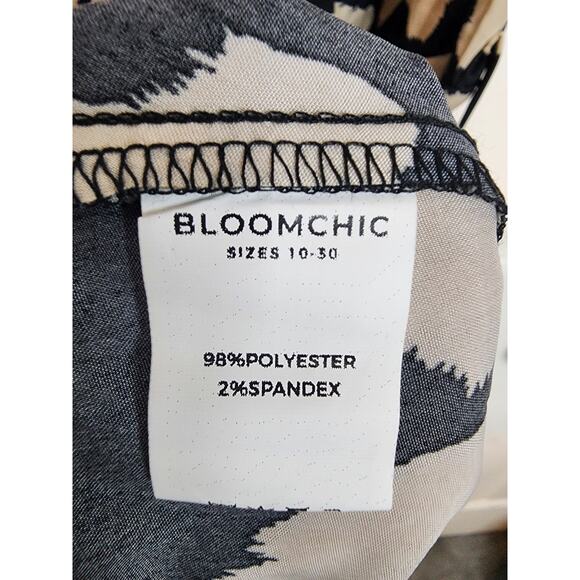 BLOOMCHIC
SIZES 10-30
98%POLYESTER
2%SPANDEX